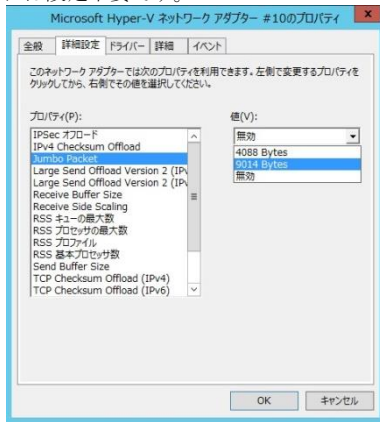 Microsoft Hyper-V ネットワーク アダプター #10のプロパティ
x
全般 詳細設定 ドライバー 詳細 イベント
このネットワーク アダプターでは次のプロパティを利用できます。左側で変更するプロパティを
クリックしてから、右側でその値を選択してください。
プロパティ(P): 値(V):
IPSec オフロード
IPv4 Checksum Offload
Jumbo Packet
Large Send Offload Version 2 (IPv
Large Send Offload Version 2 (IPv
Receive Buffer Size
Receive Side Scaling
RSS キューの最大数
RSS プロセッサの最大数
RSS プロファイル
RSS 基本プロセッサ数
Send Buffer Size
TCP Checksum Offload (IPv4)
TCP Checksum Offload (IPv6)
無効
4088 Bytes
9014 Bytes
無効
OK キャンセル